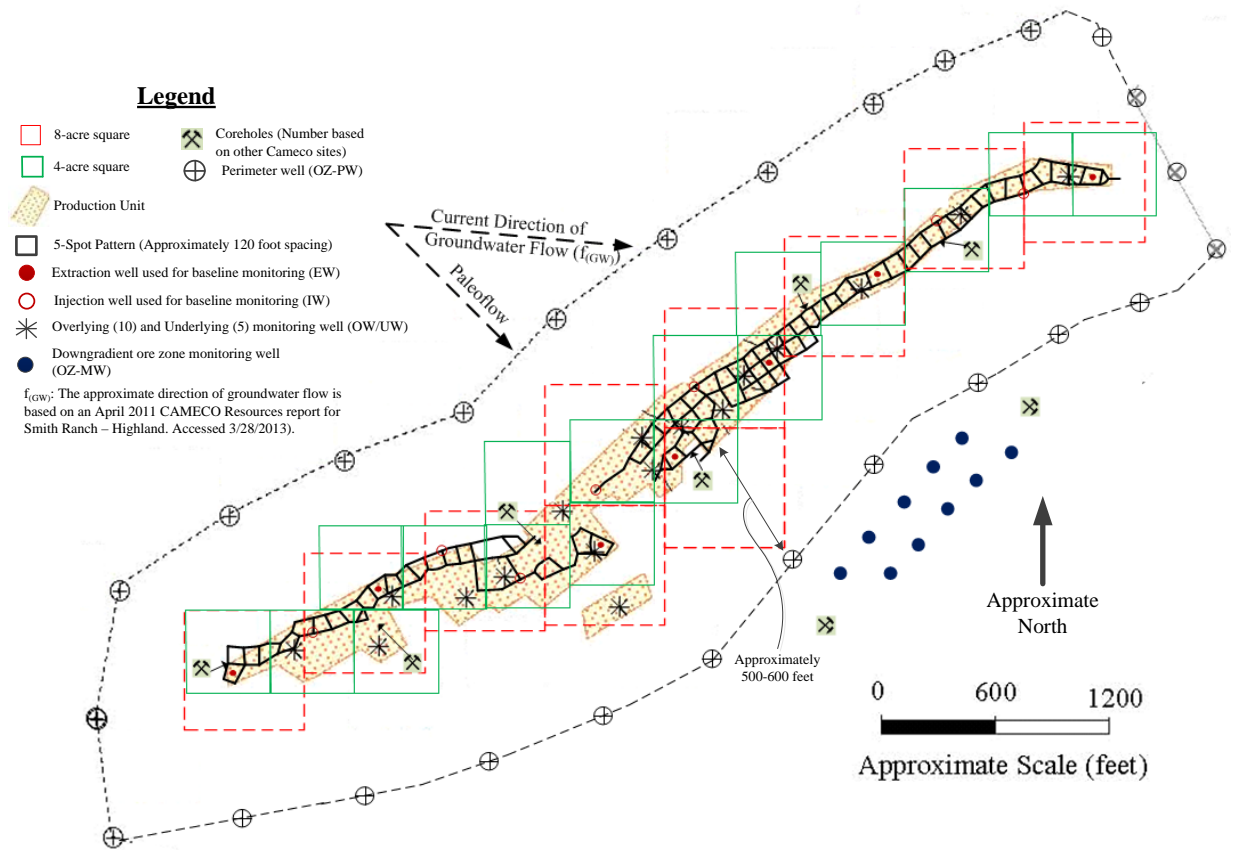 Legend
8-acre square
4-acre square
Production Unit
Coreholes (Number based
on other Cameco sites)
Perimeter well (OZ-PW)
5-Spot Pattern (Approximately 120 foot spacing)
Extraction well used for baseline monitoring (EW)
Injection well used for baseline monitoring (IW)
Overlying (10) and Underlying (5) monitoring well (OW/UW)
Downgradient ore zone monitoring well
(OZ-MW)
f(GW): The approximate direction of groundwater flow is
based on an April 2011 CAMECO Resources report for
Smith Ranch – Highland. Accessed 3/28/2013).
Current Direction of
Groundwater Flow (f(GW))
Paleoflow
Approximately
500-600 feet
Approximate
North
0 600 1200
Approximate Scale (feet)